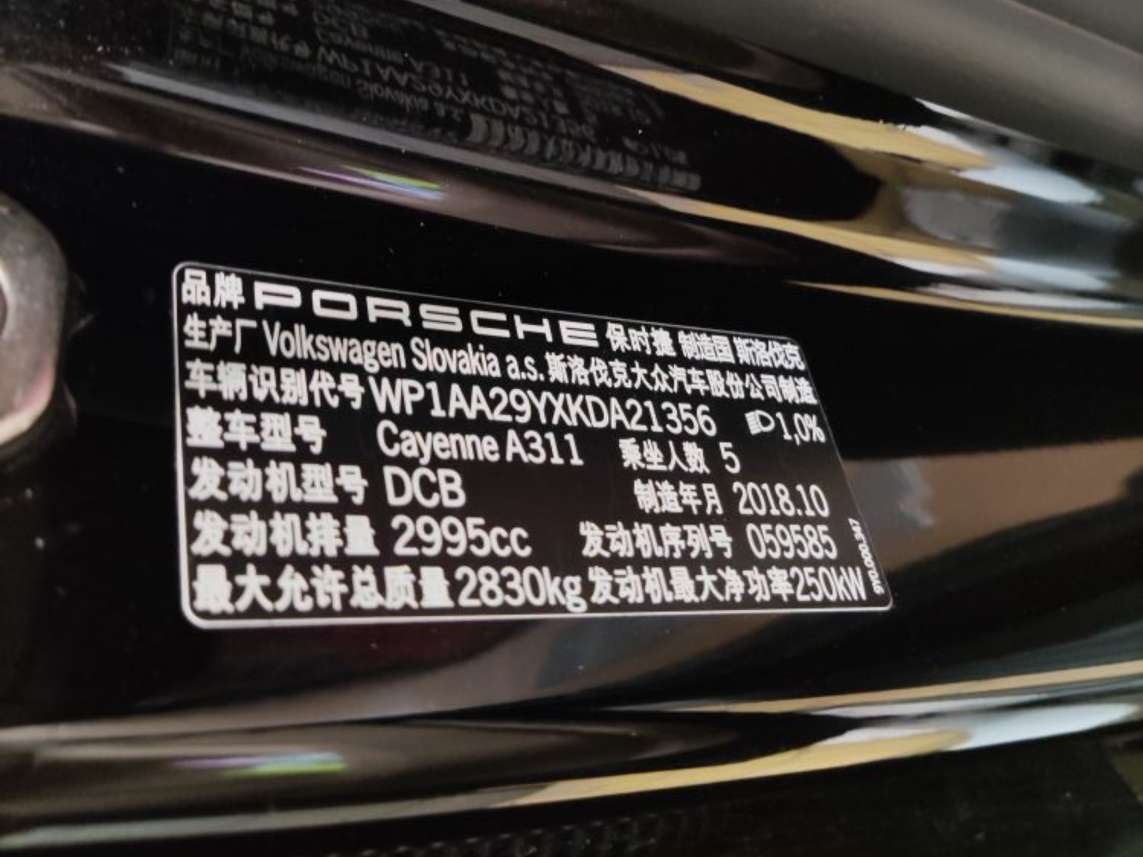 品牌 PORSCHE 保时捷 制造国 斯洛伐克
生产厂 Volkswagen Slovakia a.s. 斯洛伐克大众汽车股份公司制造
车辆识别代号 WP1AA29YXKDA21356 1,0%
整车型号 Cayenne A311 乘坐人数 5
发动机型号 DCB 制造年月 2018.10
发动机排量 2995cc 发动机序列号 059585
最大允许总质量 2830kg 发动机最大净功率 250kW
9Y0.000.347